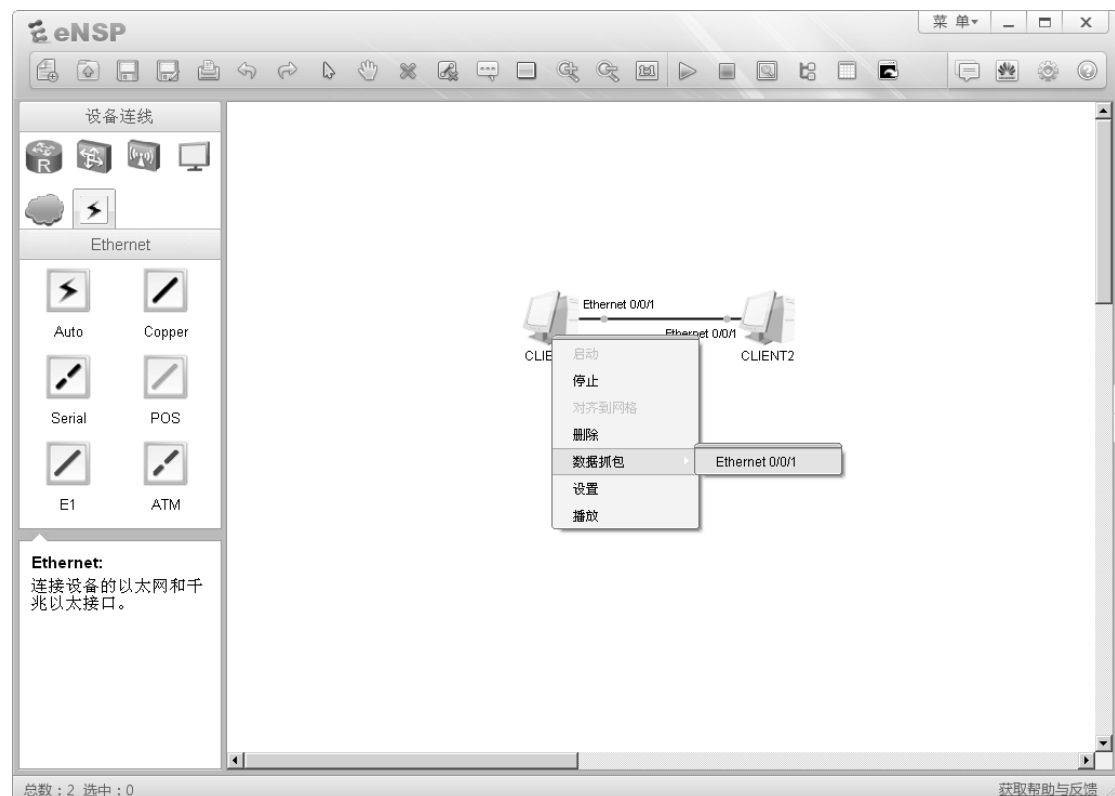 eNSP
菜 单
设备连线
R
Ethernet
Auto
Copper
Serial
POS
E1
ATM
Ethernet:
连接设备的以太网和千
兆以太接口。
Ethernet 0/0/1
Ethernet 0/0/1
CLIE
CLIENT2
启动
停止
对齐到网格
删除
数据抓包
Ethernet 0/0/1
设置
播放
总数：2 选中：0
获取帮助与反馈